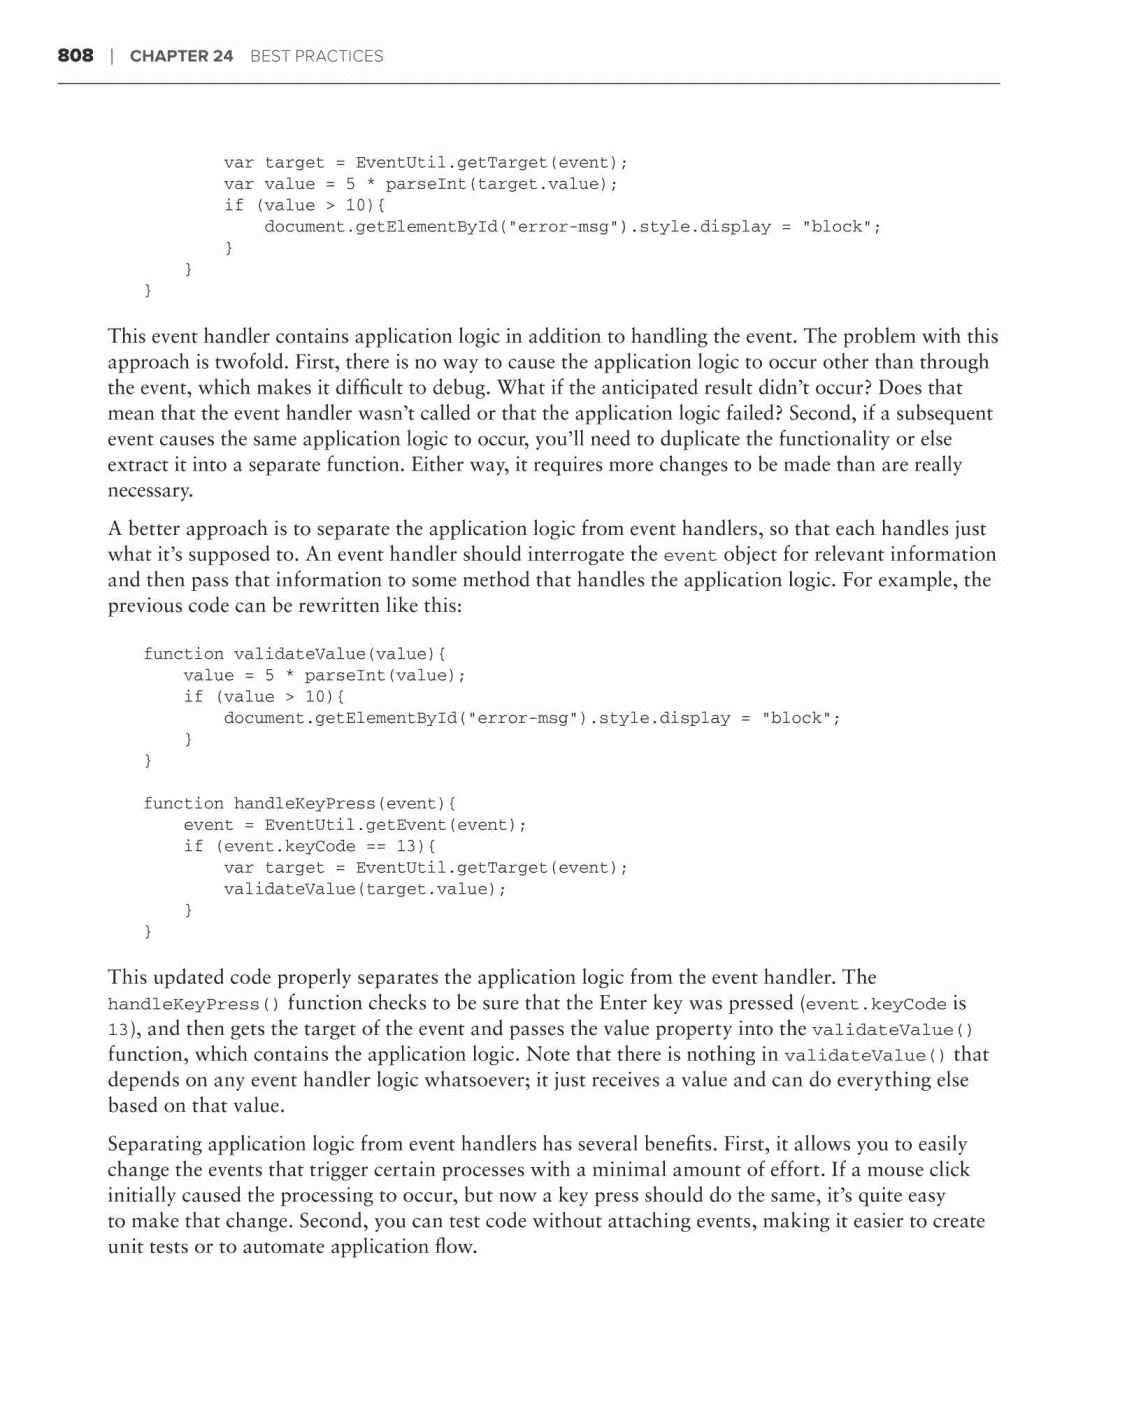 808 | CHAPTER 24 BEST PRACTICES
var target = EventUtil.getTarget(event);
var value = 5 * parseInt(target.value);
if (value > 10){
document.getElementById("error-msg").style.display = "block";
}
}
}
This event handler contains application logic in addition to handling the event. The problem with this
approach is twofold. First, there is no way to cause the application logic to occur other than through
the event, which makes it difficult to debug. What if the anticipated result didn't occur? Does that
mean that the event handler wasn't called or that the application logic failed? Second, if a subsequent
event causes the same application logic to occur, you'll need to duplicate the functionality or else
extract it into a separate function. Either way, it requires more changes to be made than are really
necessary.
A better approach is to separate the application logic from event handlers, so that each handles just
what it's supposed to. An event handler should interrogate the event object for relevant information
and then pass that information to some method that handles the application logic. For example, the
previous code can be rewritten like this:
function validateValue(value){
value = 5 * parseInt(value);
if (value > 10){
document.getElementById("error-msg").style.display = "block";
}
}
function handleKeyPress(event){
event = EventUtil.getEvent(event);
if (event.keyCode == 13){
var target = EventUtil.getTarget(event);
validateValue(target.value);
}
}
This updated code properly separates the application logic from the event handler. The
handleKeyPress() function checks to be sure that the Enter key was pressed (event.keyCode is
13), and then gets the target of the event and passes the value property into the validateValue()
function, which contains the application logic. Note that there is nothing in validateValue() that
depends on any event handler logic whatsoever; it just receives a value and can do everything else
based on that value.
Separating application logic from event handlers has several benefits. First, it allows you to easily
change the events that trigger certain processes with a minimal amount of effort. If a mouse click
initially caused the processing to occur, but now a key press should do the same, it's quite easy
to make that change. Second, you can test code without attaching events, making it easier to create
unit tests or to automate application flow.